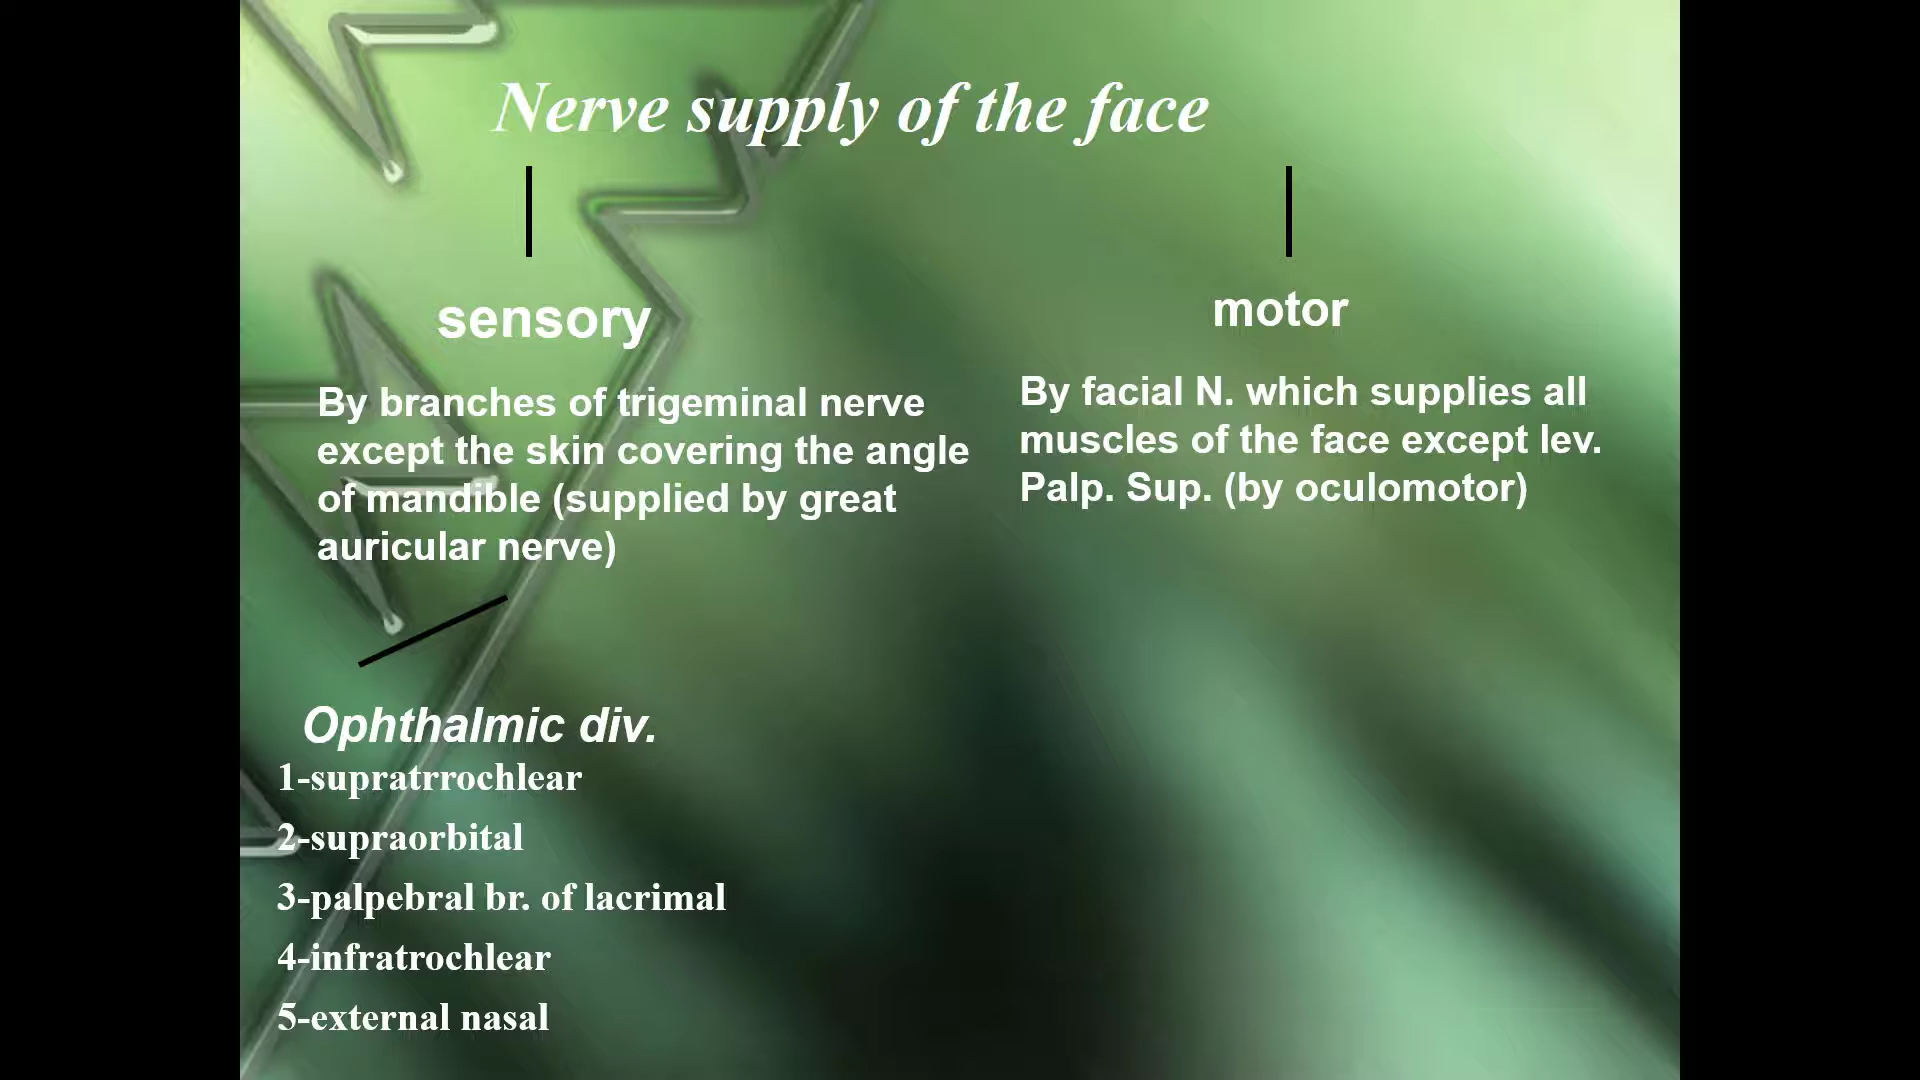 Nerve supply of the face
sensory
By branches of trigeminal nerve
except the skin covering the angle
of mandible (supplied by great
auricular nerve)
motor
By facial N. which supplies all
muscles of the face except lev.
Palp. Sup. (by oculomotor)
Ophthalmic div.
1-supratrrochlear
2-supraorbital
3-palpebral br. of lacrimal
4-infratrochlear
5-external nasal